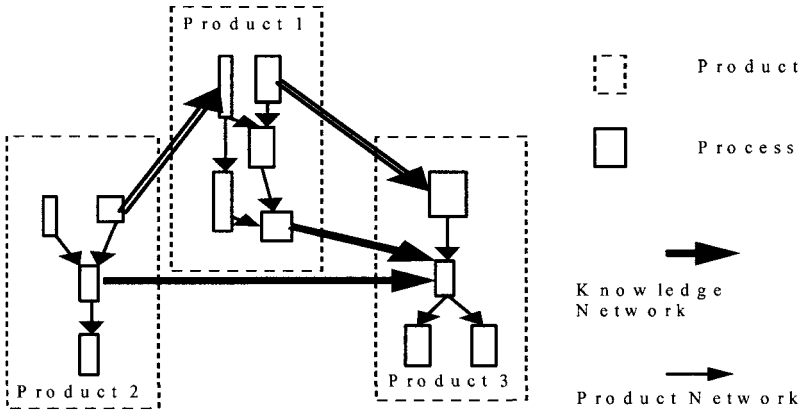 Product 1
Product
Process
Knowledge
Network
Product 2
Product 3
Product Network